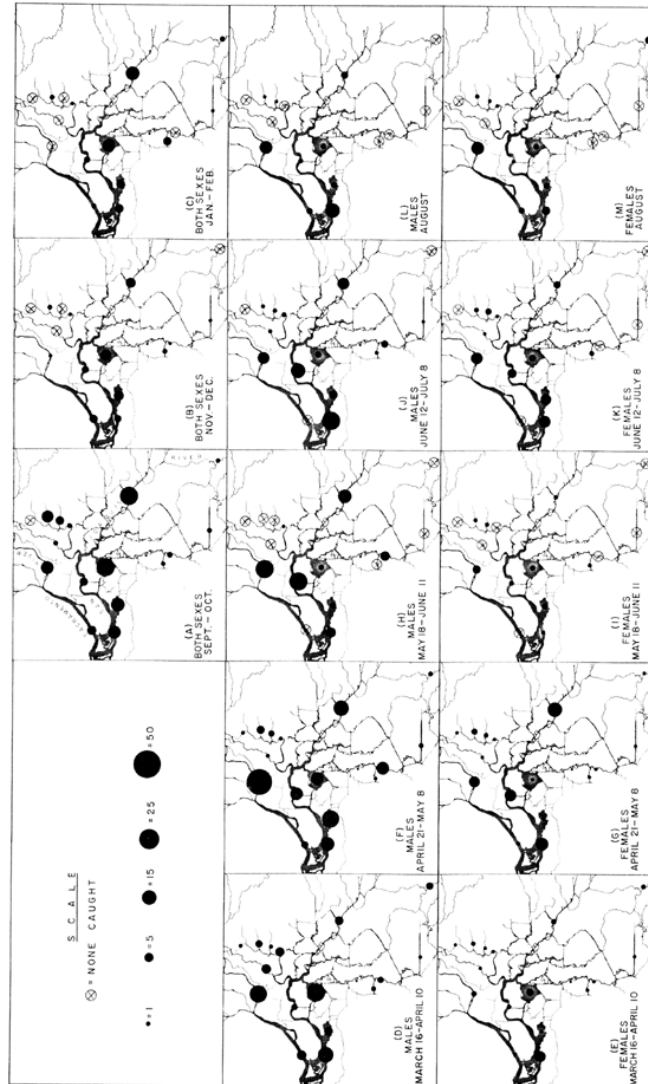 SCALE
⊗ = NONE CAUGHT
= 1
= 5
= 15
= 25
= 50
(A)
BOTH SEXES
SEPT. – OCT.
RIVER
(B)
BOTH SEXES
NOV. – DEC.
(C)
BOTH SEXES
JAN. – FEB.
(D)
MALES
MARCH 16 – APRIL 10
(F)
MALES
APRIL 21 – MAY 8
(H)
MALES
MAY 18 – JUNE 11
(J)
MALES
JUNE 12 – JULY 8
(L)
MALES
AUGUST
(E)
FEMALES
MARCH 16 – APRIL 10
(G)
FEMALES
APRIL 21 – MAY 8
(I)
FEMALES
MAY 18 – JUNE 11
(K)
FEMALES
JUNE 12 – JULY 8
(M)
FEMALES
AUGUST